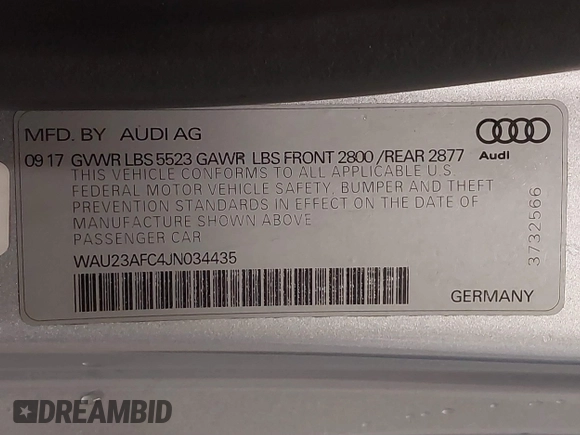 MFD. BY AUDI AG
09 17 GVWR LBS 5523 GAWR LBS FRONT 2800 /REAR 2877
THIS VEHICLE CONFORMS TO ALL APPLICABLE U.S.
FEDERAL MOTOR VEHICLE SAFETY, BUMPER AND THEFT
PREVENTION STANDARDS IN EFFECT ON THE DATE OF
MANUFACTURE SHOWN ABOVE
PASSENGER CAR
WAU23AFC4JN034435
Audi
3732566
GERMANY
DREAMBID